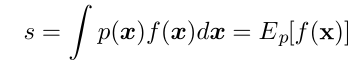 s = ∫ p(𝒙)f(𝒙)d𝒙 = E_p[f(𝐱)]